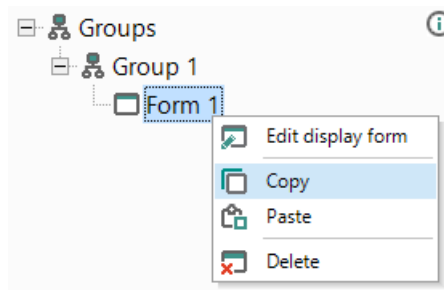 Groups
Group 1
Form 1
Edit display form
Copy
Paste
Delete